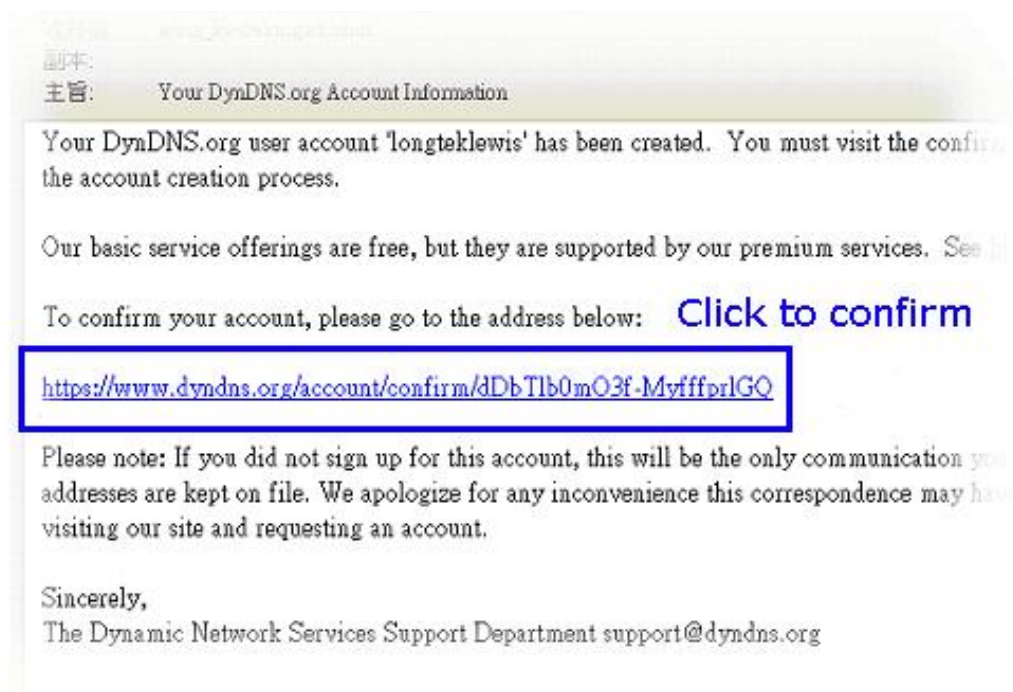 副本:
主旨: Your DynDNS.org Account Information
Your DynDNS.org user account 'longteklewis' has been created. You must visit the confirm
the account creation process.
Our basic service offerings are free, but they are supported by our premium services. See
To confirm your account, please go to the address below: Click to confirm
https://www.dyndns.org/account/confirm/dDbTlb0mO3f-MyfffprlGQ
Please note: If you did not sign up for this account, this will be the only communication you
addresses are kept on file. We apologize for any inconvenience this correspondence may have
visiting our site and requesting an account.
Sincerely,
The Dynamic Network Services Support Department support@dyndns.org